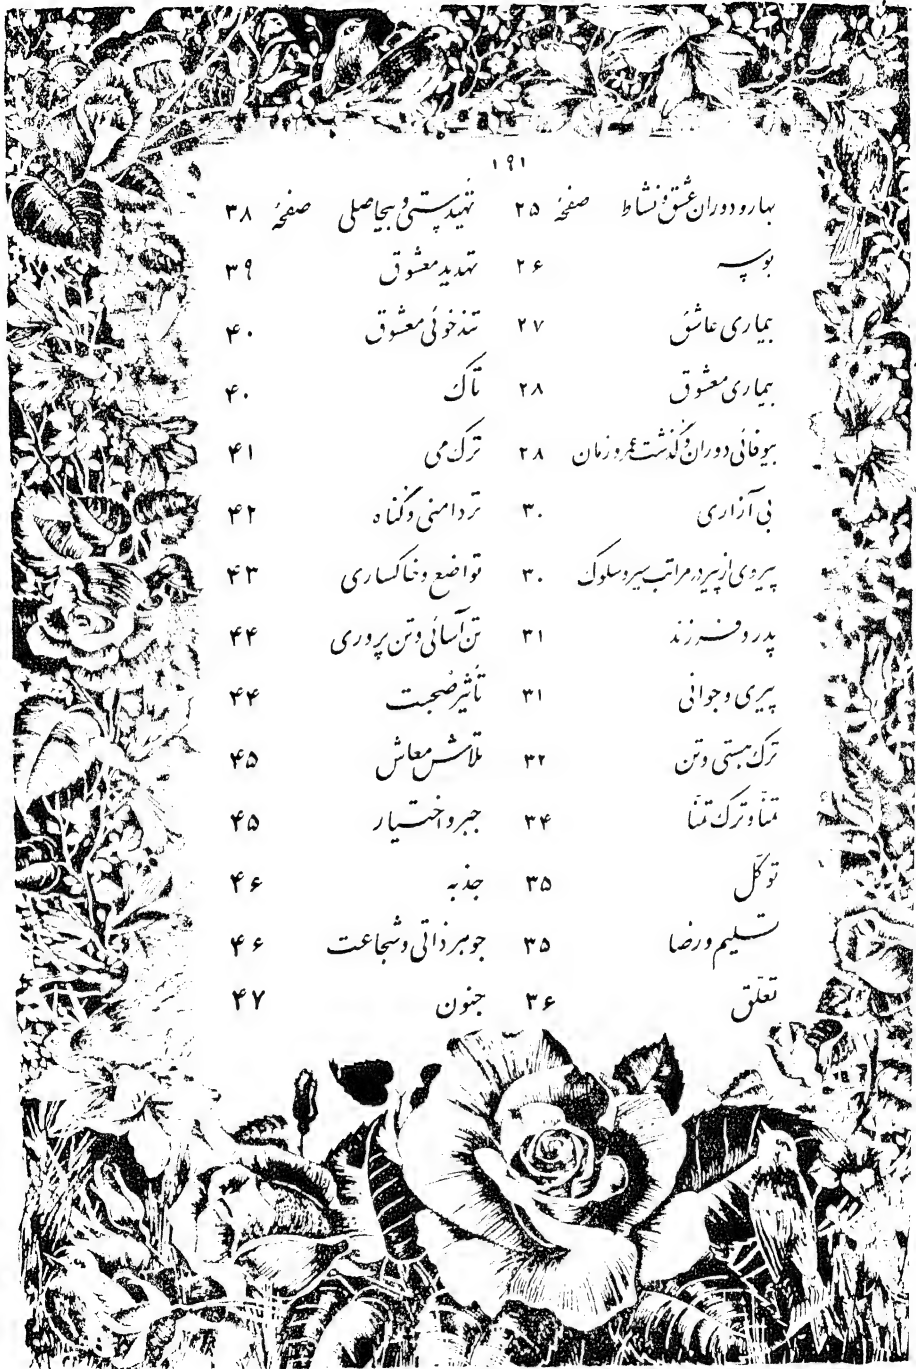 ۱۹۱
بهار و دوران عشق و نشاط صفحهٔ ۲۵
بوسه ۲۶
بیماری عاشق ۲۷
بیماری معشوق ۲۸
بیوفائی دوران و گذشت عمر و زمان ۲۸
بی آزاری ۳۰
پیروی از پیر در مراتب سیر و سلوک ۳۰
پدر و فرزند ۳۱
پیری و جوانی ۳۱
ترک هستی و تن ۳۲
تمنّا و ترک تمنّا ۳۴
توکّل ۳۵
تسلیم و رضا ۳۵
تعلّق ۳۶
تهیدستی و بیحاصلی صفحهٔ ۳۸
تهدید معشوق ۳۹
تندخوئی معشوق ۴۰
تاک ۴۰
ترک می ۴۱
تردامنی و گناه ۴۲
تواضع و خاکساری ۴۳
تن آسائی و تن پروری ۴۴
تأثیر صحبت ۴۴
تلاش معاش ۴۵
جبر و اختیار ۴۵
جذبه ۴۶
جوهر ذاتی و شجاعت ۴۶
جنون ۴۷